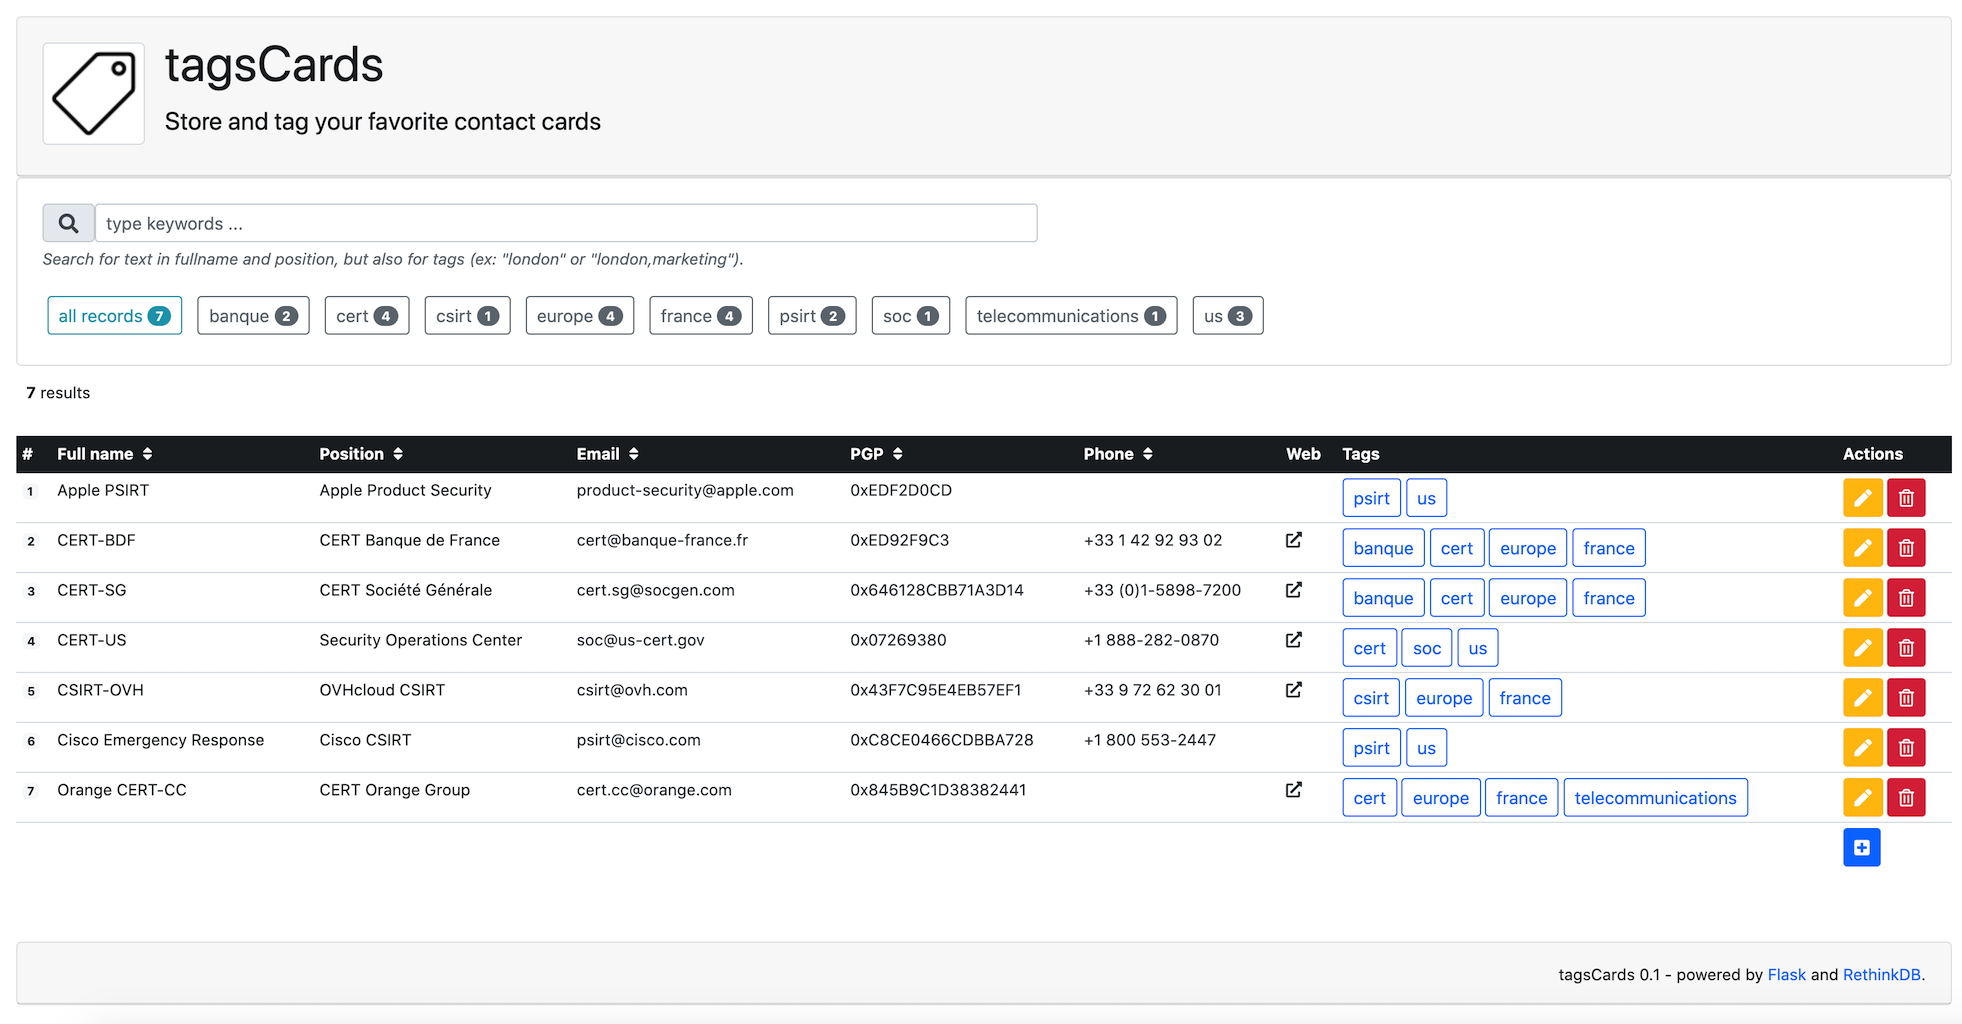 tagsCards
Store and tag your favorite contact cards
type keywords ...
Search for text in fullname and position, but also for tags (ex: "london" or "london,marketing").
all records 7 banque 2 cert 4 csirt 1 europe 4 france 4 psirt 2 soc 1 telecommunications 1 us 3
7 results
# Full name Position Email PGP Phone Web Tags Actions
1 Apple PSIRT Apple Product Security product-security@apple.com 0xEDF2D0CD psirt us
2 CERT-BDF CERT Banque de France cert@banque-france.fr 0xED92F9C3 +33 1 42 92 93 02 banque cert europe france
3 CERT-SG CERT Société Générale cert.sg@socgen.com 0x646128CBB71A3D14 +33 (0)1-5898-7200 banque cert europe france
4 CERT-US Security Operations Center soc@us-cert.gov 0x07269380 +1 888-282-0870 cert soc us
5 CSIRT-OVH OVHcloud CSIRT csirt@ovh.com 0x43F7C95E4EB57EF1 +33 9 72 62 30 01 csirt europe france
6 Cisco Emergency Response Cisco CSIRT psirt@cisco.com 0xC8CE0466CDBBA728 +1 800 553-2447 psirt us
7 Orange CERT-CC CERT Orange Group cert.cc@orange.com 0x845B9C1D38382441 cert europe france telecommunications
tagsCards 0.1 - powered by Flask and RethinkDB.